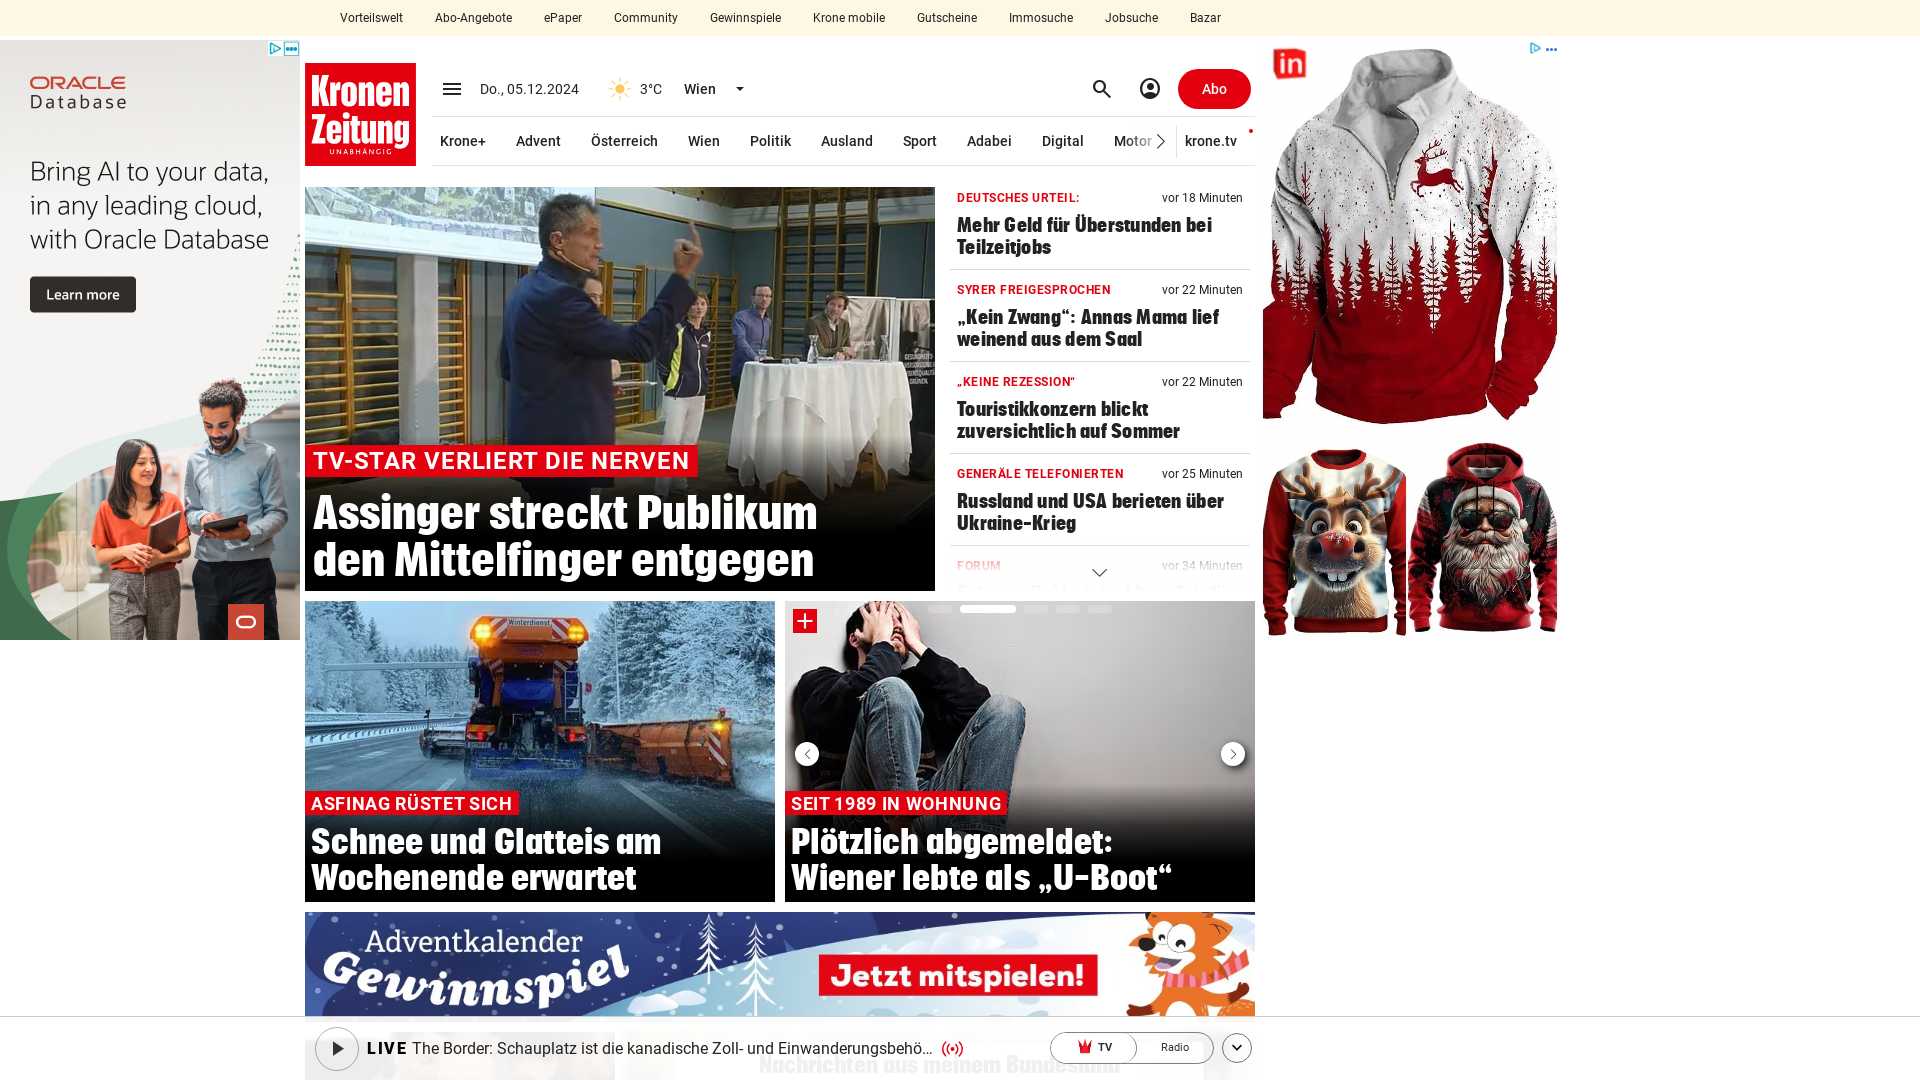 Vorteilswelt Abo-Angebote ePaper Community Gewinnspiele Krone mobile Gutscheine Immosuche Jobsuche Bazar
ORACLE
Database
Bring AI to your data,
in any leading cloud,
with Oracle Database
Learn more
Kronen
Zeitung
UNABHÄNGIG
Do., 05.12.2024 3°C Wien
Abo
Krone+ Advent Österreich Wien Politik Ausland Sport Adabei Digital Motor krone.tv
TV-STAR VERLIERT DIE NERVEN
Assinger streckt Publikum
den Mittelfinger entgegen
DEUTSCHES URTEIL: vor 18 Minuten
Mehr Geld für Überstunden bei
Teilzeitjobs
SYRER FREIGESPROCHEN vor 22 Minuten
„Kein Zwang“: Annas Mama lief
weinend aus dem Saal
„KEINE REZESSION“ vor 22 Minuten
Touristikkonzern blickt
zuversichtlich auf Sommer
GENERÄLE TELEFONIERTEN vor 25 Minuten
Russland und USA berieten über
Ukraine-Krieg
FORUM vor 34 Minuten
in
Winterdienst
ASFINAG RÜSTET SICH
Schnee und Glatteis am
Wochenende erwartet
SEIT 1989 IN WOHNUNG
Plötzlich abgemeldet:
Wiener lebte als „U-Boot“
Adventkalender
Gewinnspiel
Jetzt mitspielen!
LIVE The Border: Schauplatz ist die kanadische Zoll- und Einwanderungsbehö…
TV Radio
Nachrichten aus meinem Bundesland